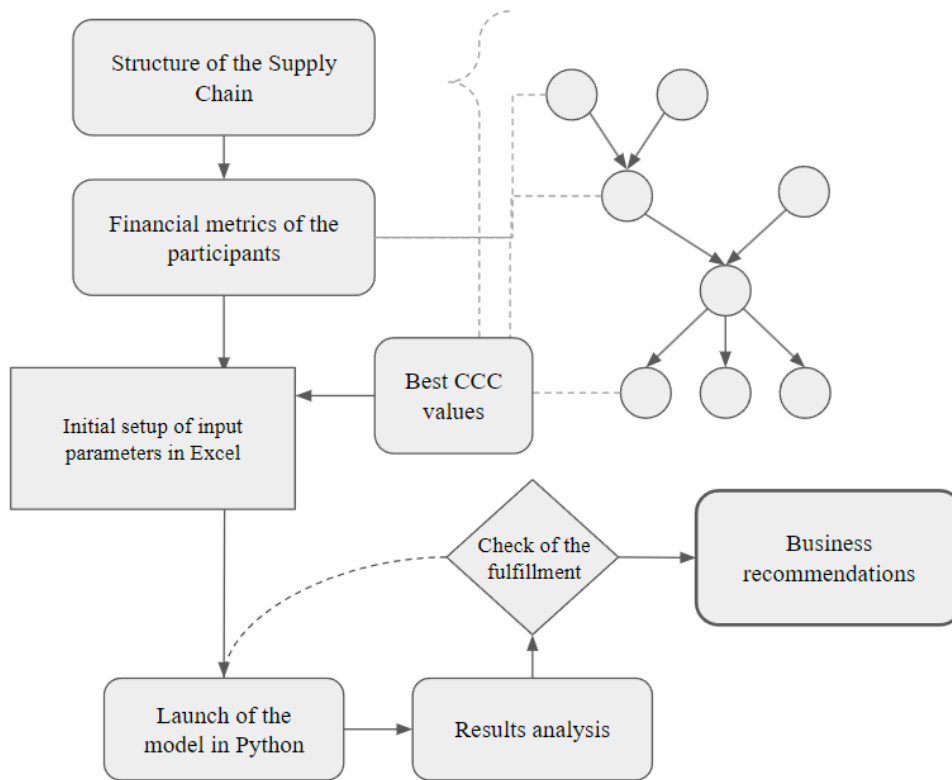 Structure of the Supply
Chain
Financial metrics of the
participants
Best CCC
values
Initial setup of input
parameters in Excel
Check of the
fulfillment
Business
recommendations
Launch of the
model in Python
Results analysis